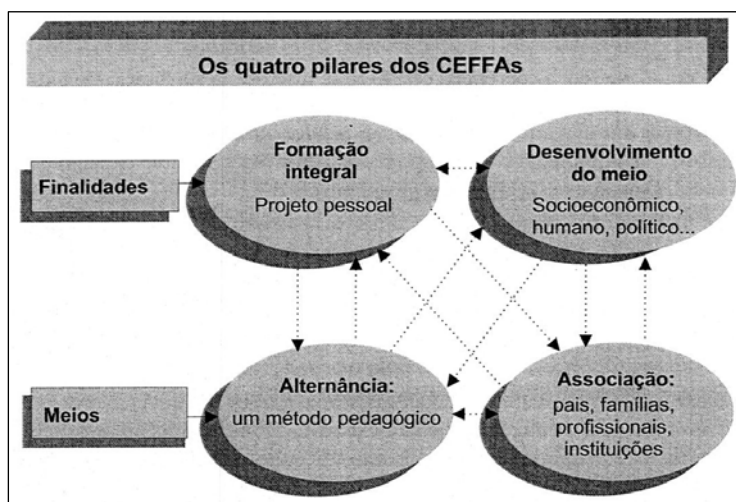 Os quatro pilares dos CEFFAs
Finalidades
Formação
integral
Projeto pessoal
Desenvolvimento
do meio
Socioeconômico,
humano, político...
Meios
Alternância:
um método pedagógico
Associação:
pais, famílias,
profissionais,
instituições